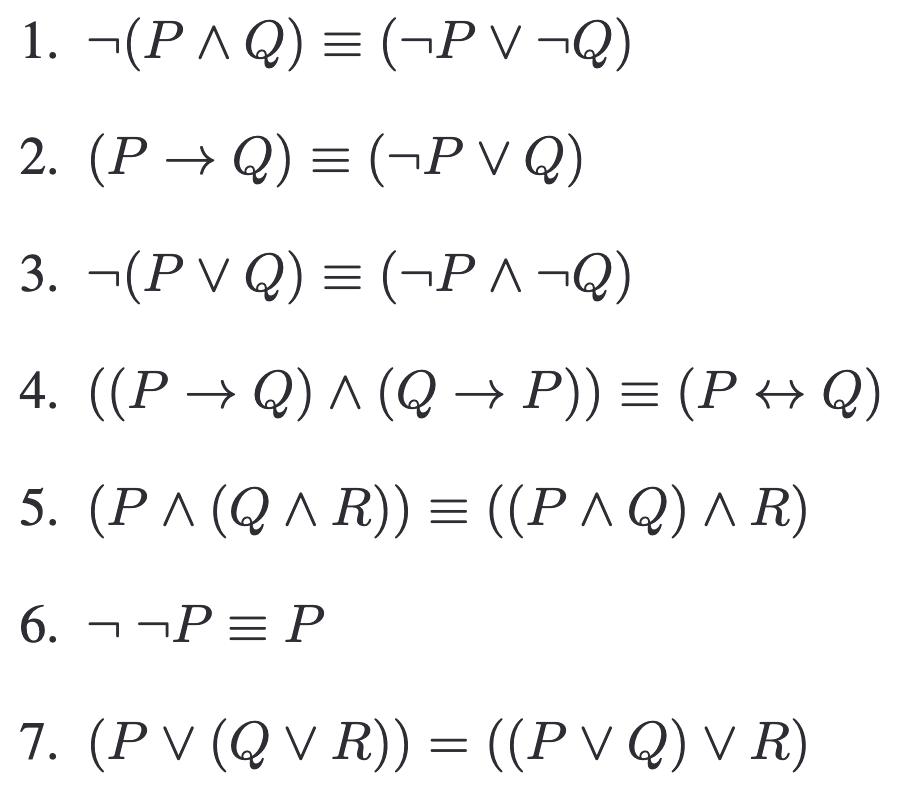 1. ¬(P ∧ Q) ≡ (¬P ∨ ¬Q)
2. (P → Q) ≡ (¬P ∨ Q)
3. ¬(P ∨ Q) ≡ (¬P ∧ ¬Q)
4. ((P → Q) ∧ (Q → P)) ≡ (P ↔ Q)
5. (P ∧ (Q ∧ R)) ≡ ((P ∧ Q) ∧ R)
6. ¬ ¬P ≡ P
7. (P ∨ (Q ∨ R)) = ((P ∨ Q) ∨ R)